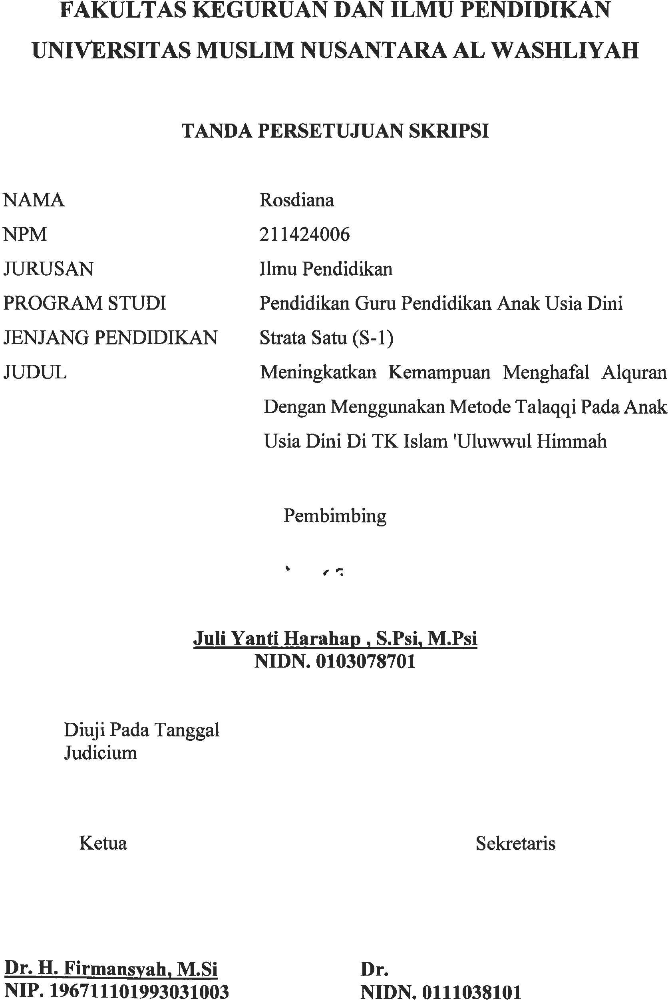 FAKULTAS KEGURUAN DAN ILMU PENDIDIKAN
UNIVERSITAS MUSLIM NUSANTARA AL WASHLIYAH
TANDA PERSETUJUAN SKRIPSI
NAMA Rosdiana
NPM 211424006
JURUSAN Ilmu Pendidikan
PROGRAM STUDI Pendidikan Guru Pendidikan Anak Usia Dini
JENJANG PENDIDIKAN Strata Satu (S-1)
JUDUL Meningkatkan Kemampuan Menghafal Alquran
Dengan Menggunakan Metode Talaqqi Pada Anak
Usia Dini Di TK Islam 'Uluwwul Himmah
Pembimbing
Juli Yanti Harahap , S.Psi, M.Psi
NIDN. 0103078701
Diuji Pada Tanggal
Judicium
Ketua Sekretaris
Dr. H. Firmansyah, M.Si Dr.
NIP. 196711101993031003 NIDN. 0111038101